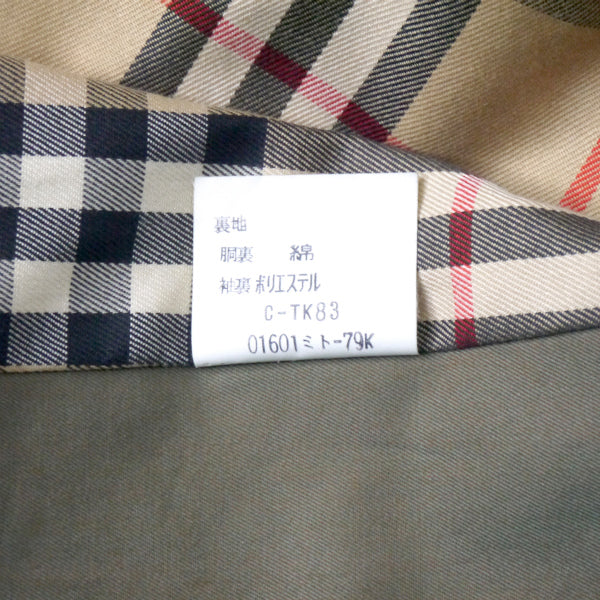 裏地
胴裏 綿
袖裏 ポリエステル
C-TK83
01601ミト-79K